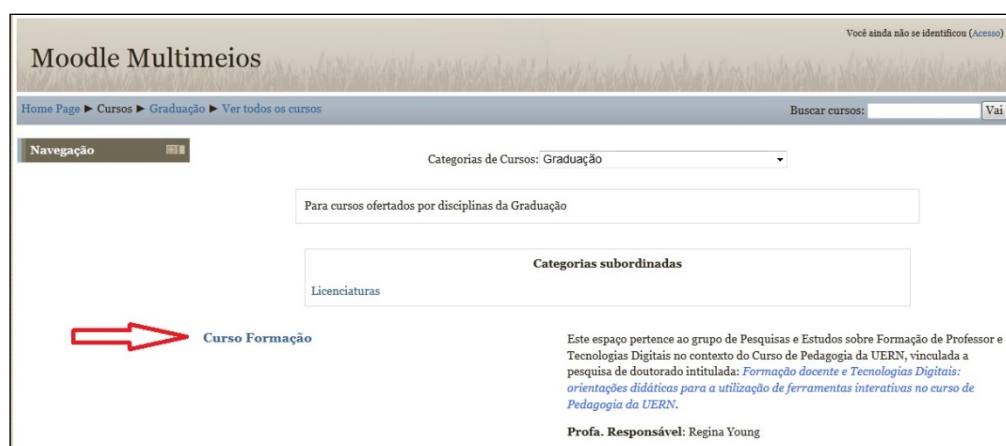 Você ainda não se identificou (Acesso)
Moodle Multimeios
Home Page ► Cursos ► Graduação ► Ver todos os cursos
Buscar cursos: Vai
Navegação
Categorias de Cursos: Graduação
Para cursos ofertados por disciplinas da Graduação
Categorias subordinadas
Licenciaturas
Curso Formação
Este espaço pertence ao grupo de Pesquisas e Estudos sobre Formação de Professor e
Tecnologias Digitais no contexto do Curso de Pedagogia da UERN, vinculada a
pesquisa de doutorado intitulada: Formação docente e Tecnologias Digitais:
orientações didáticas para a utilização de ferramentas interativas no curso de
Pedagogia da UERN.
Profa. Responsável: Regina Young